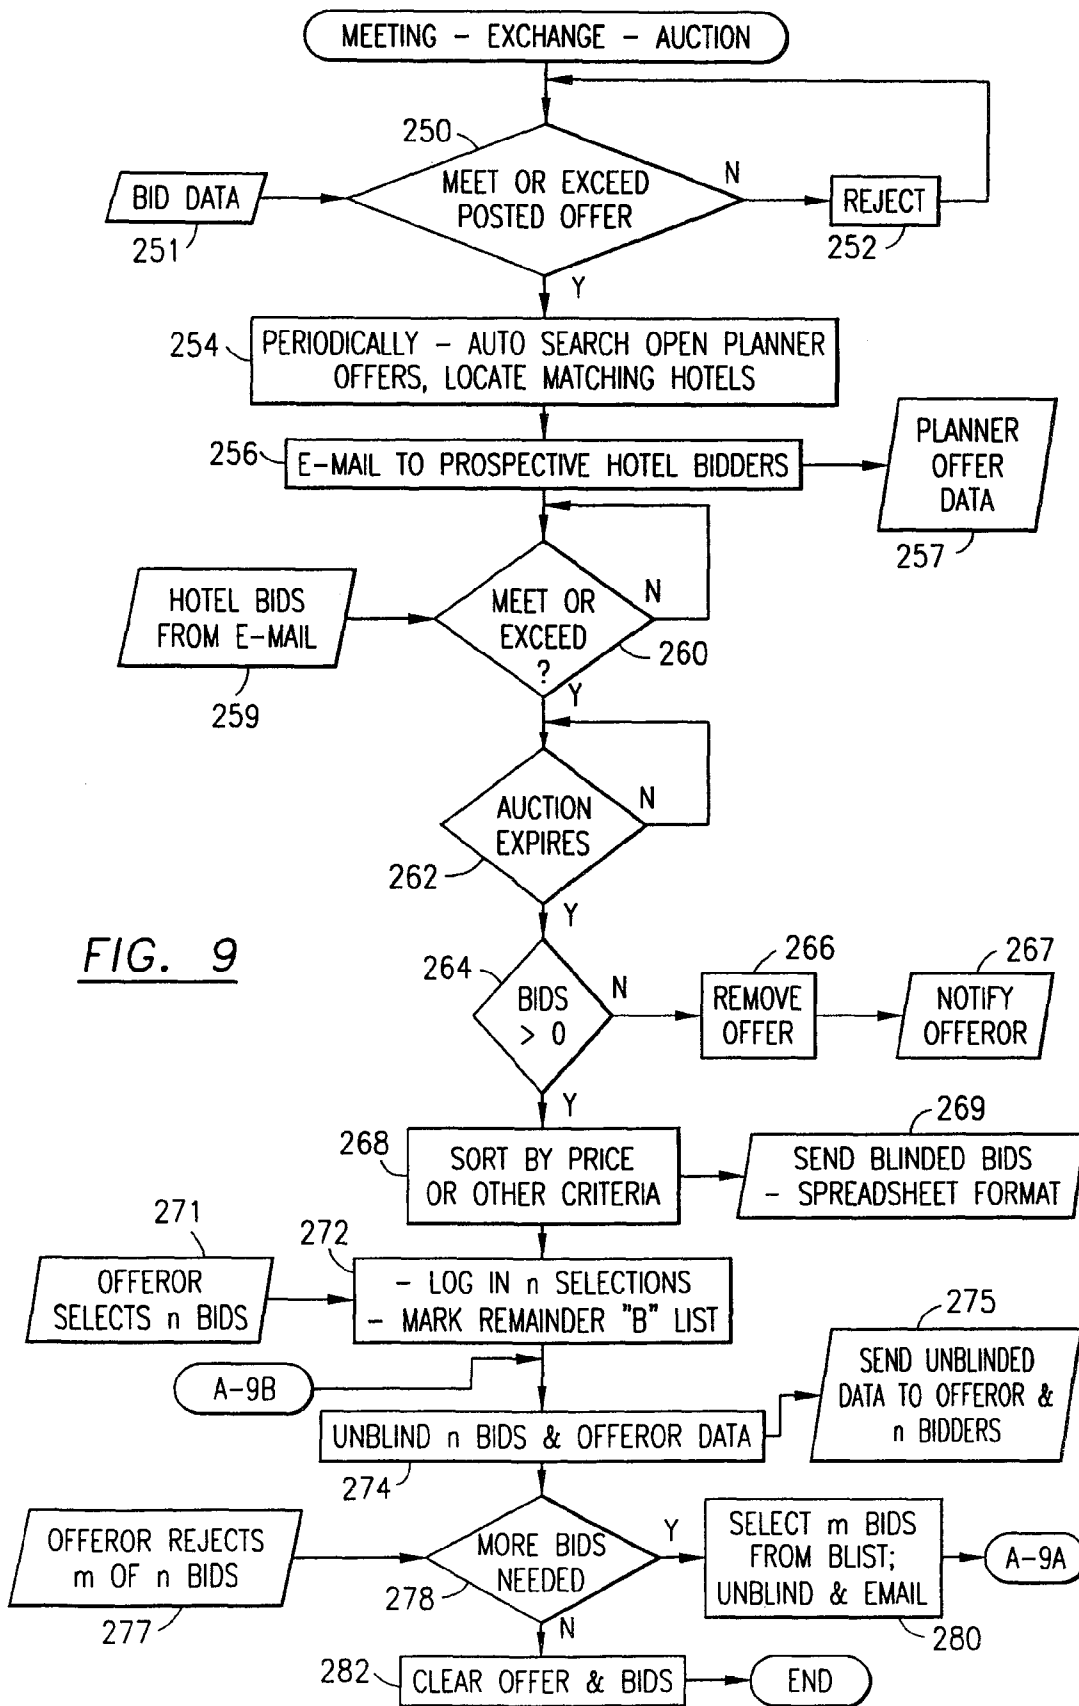 MEETING - EXCHANGE - AUCTION
250
BID DATA
251
MEET OR EXCEED
POSTED OFFER
N
REJECT
252
Y
254
PERIODICALLY - AUTO SEARCH OPEN PLANNER
OFFERS, LOCATE MATCHING HOTELS
256
E-MAIL TO PROSPECTIVE HOTEL BIDDERS
PLANNER
OFFER
DATA
257
HOTEL BIDS
FROM E-MAIL
259
MEET OR
EXCEED
?
N
260
Y
AUCTION
EXPIRES
N
262
Y
FIG. 9
264
BIDS
> 0
N
266
REMOVE
OFFER
267
NOTIFY
OFFEROR
Y
268
SORT BY PRICE
OR OTHER CRITERIA
269
SEND BLINDED BIDS
- SPREADSHEET FORMAT
271
OFFEROR
SELECTS n BIDS
272
- LOG IN n SELECTIONS
- MARK REMAINDER "B" LIST
275
SEND UNBLINDED
DATA TO OFFEROR &
n BIDDERS
A-9B
UNBLIND n BIDS & OFFEROR DATA
274
OFFEROR REJECTS
m OF n BIDS
277
MORE BIDS
NEEDED
278
Y
SELECT m BIDS
FROM BLIST;
UNBLIND & EMAIL
280
A-9A
N
282
CLEAR OFFER & BIDS
END